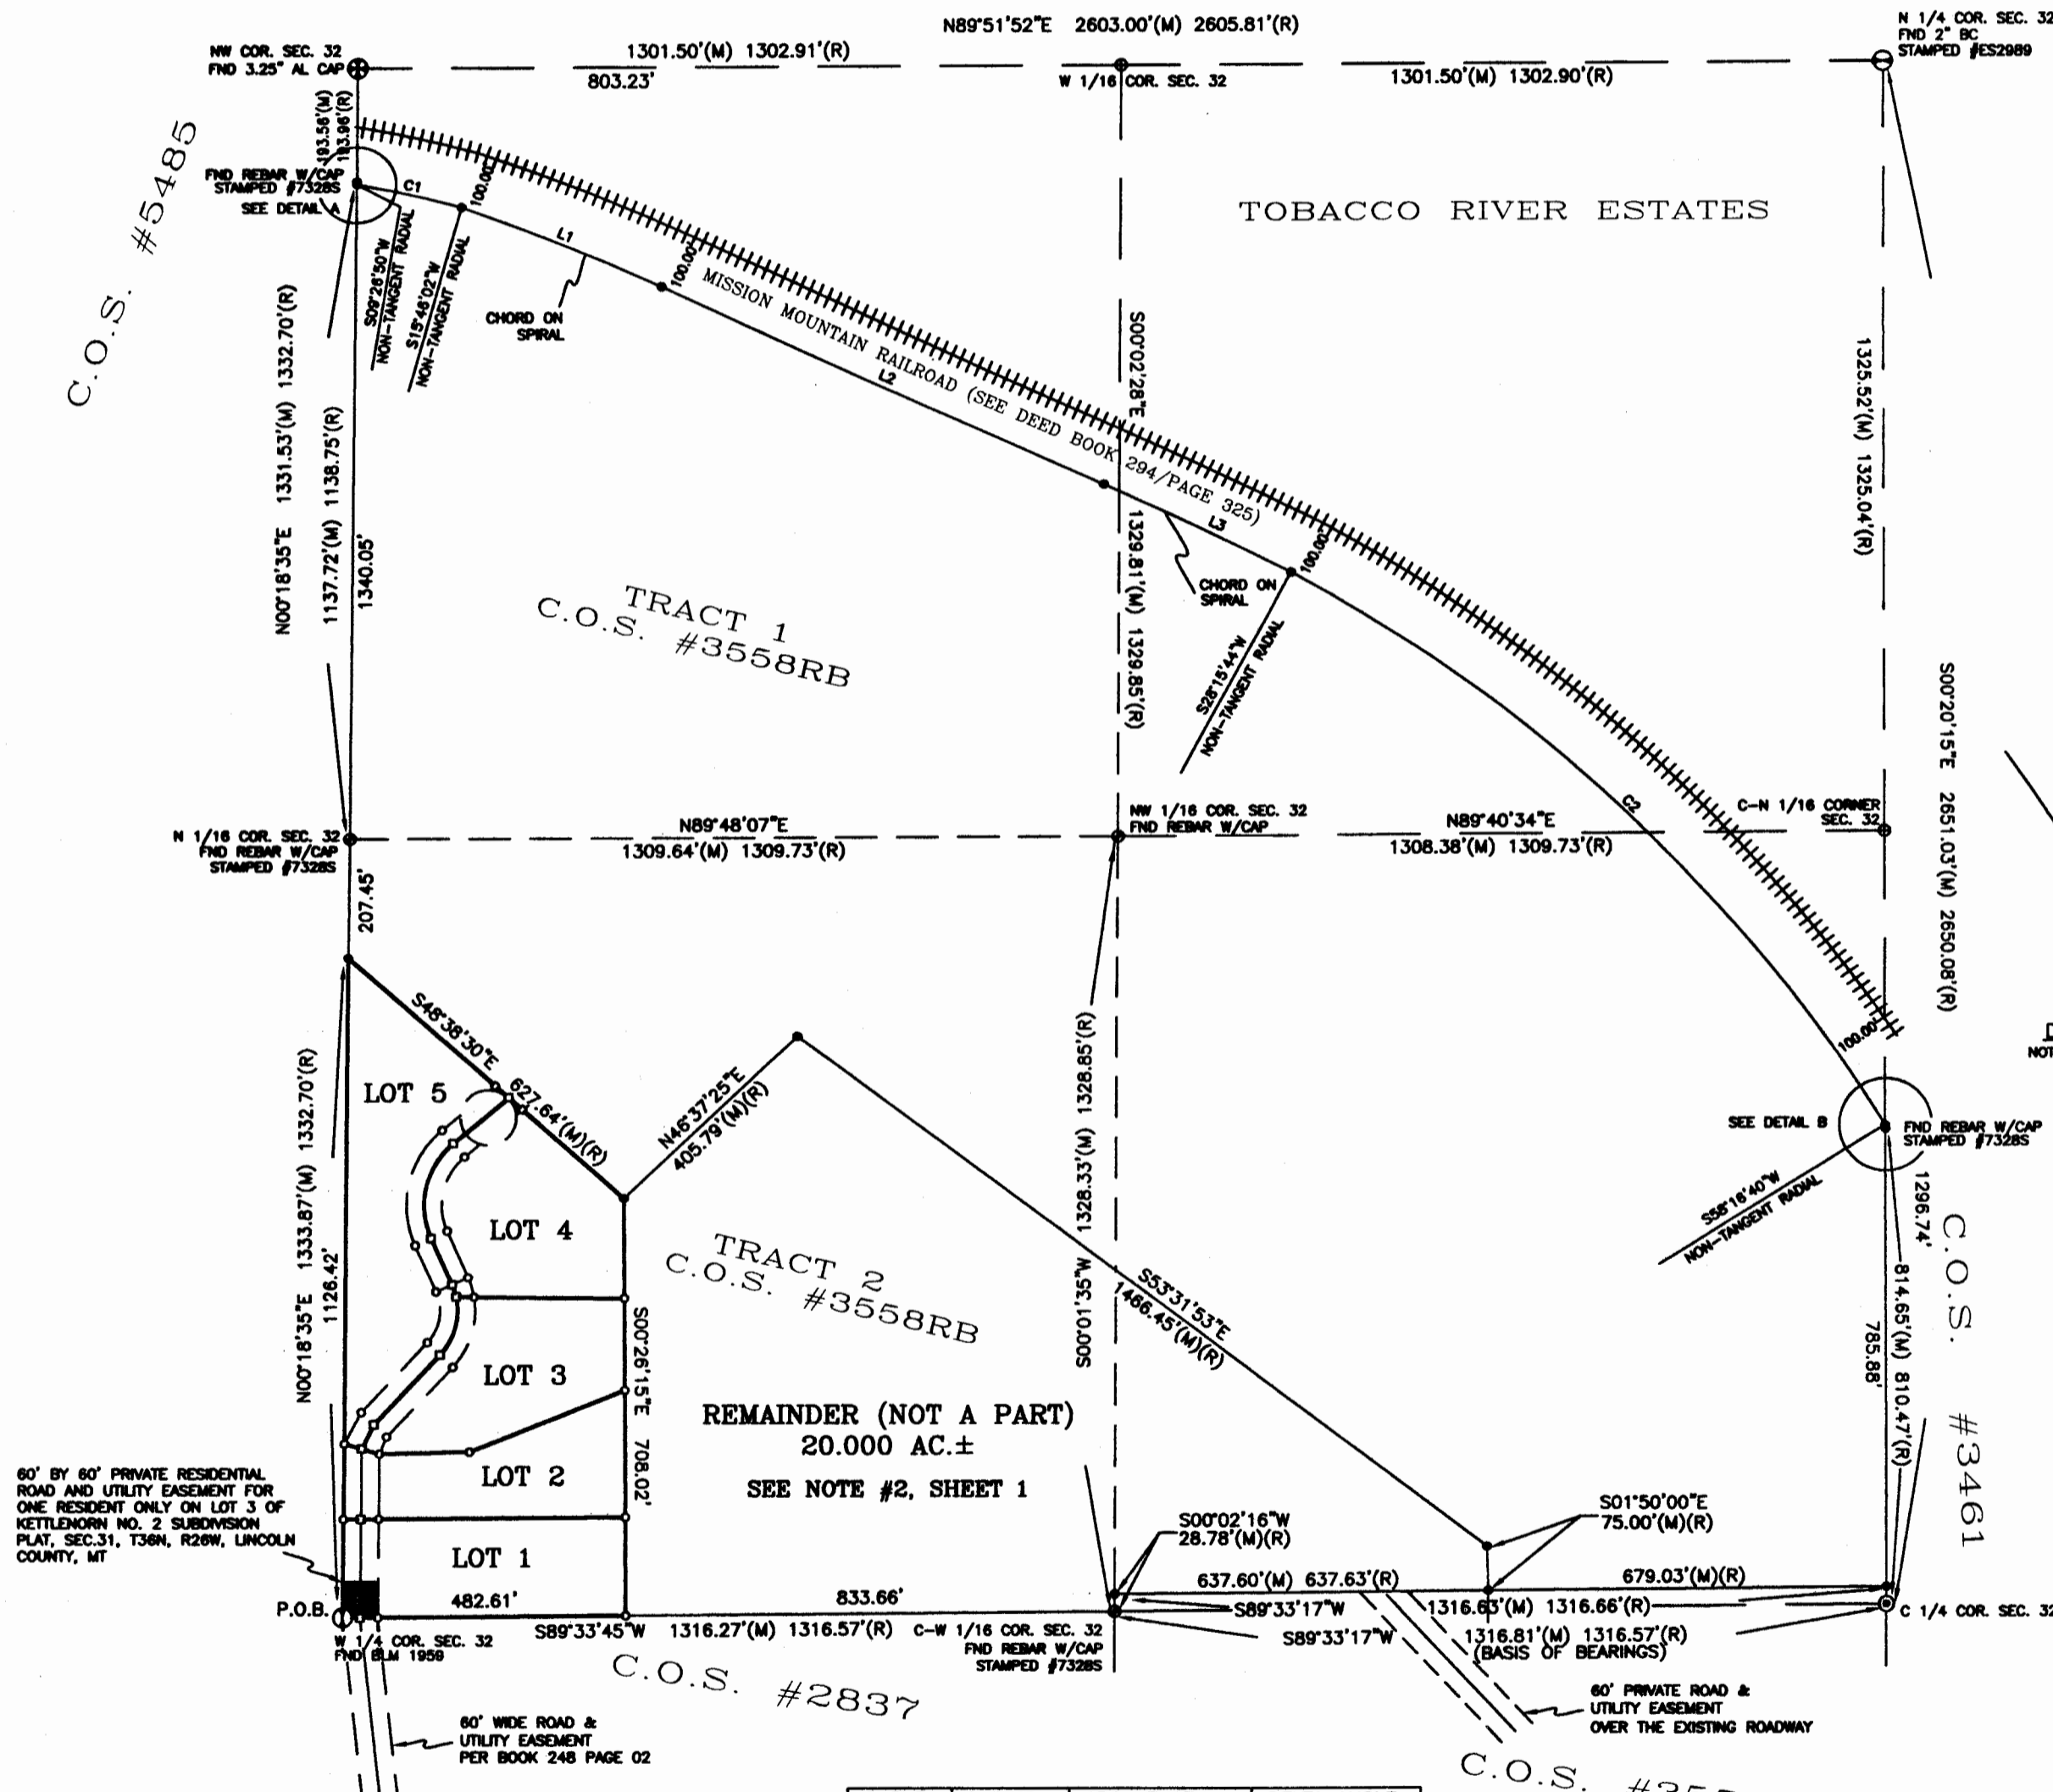 N89°51'52"E 2603.00'(M) 2605.81'(R)
NW COR. SEC. 32
FND 3.25" AL CAP
1301.50'(M) 1302.91'(R)
803.23'
W 1/16 COR. SEC. 32
1301.50'(M) 1302.90'(R)
N 1/4 COR. SEC. 32
FND 2" BC
STAMPED #ES2989
193.56'(M)
193.96'(R)
C.O.S. #5485
FND REBAR W/CAP
STAMPED #7328S
SEE DETAIL A
C1
100.00'
L1
S09°26'50"W
NON-TANGENT RADIAL
S15°46'02"W
NON-TANGENT RADIAL
CHORD ON
SPIRAL
100.00'
TOBACCO RIVER ESTATES
MISSION MOUNTAIN RAILROAD (SEE DEED BOOK 294/PAGE 325)
L2
S00°02'28"E
1329.81'(M) 1329.85'(R)
L3
100.00'
CHORD ON
SPIRAL
S28°15'44"W
NON-TANGENT RADIAL
1325.52'(M) 1325.04'(R)
S00°20'15"E 2651.03'(M) 2650.08'(R)
N00°18'35"E 1331.53'(M) 1332.70'(R)
1137.72'(M) 1138.75'(R)
1340.05'
TRACT 1
C.O.S. #3558RB
C2
C-N 1/16 CORNER
SEC. 32
N 1/16 COR. SEC. 32
FND REBAR W/CAP
STAMPED #7328S
N89°48'07"E
1309.64'(M) 1309.73'(R)
NW 1/16 COR. SEC. 32
FND REBAR W/CAP
N89°40'34"E
1308.38'(M) 1309.73'(R)
207.45'
S48°38'30"E
627.64'(M)(R)
N46°37'25"E
405.79'(M)(R)
1328.33'(M) 1328.85'(R)
S00°01'35"W
100.00'
NOT
SEE DETAIL B
FND REBAR W/CAP
STAMPED #7328S
S58°16'40"W
NON-TANGENT RADIAL
1296.74'
814.65'(M) 810.47'(R)
785.88'
C.O.S. #3461
N00°18'35"E 1333.87'(M) 1332.70'(R)
1126.42'
LOT 5
LOT 4
TRACT 2
C.O.S. #3558RB
S53°31'53"E
1466.45'(M)(R)
LOT 3
S00°26'15"E 708.02'
REMAINDER (NOT A PART)
20.000 AC.±
SEE NOTE #2, SHEET 1
LOT 2
LOT 1
60' BY 60' PRIVATE RESIDENTIAL
ROAD AND UTILITY EASEMENT FOR
ONE RESIDENT ONLY ON LOT 3 OF
KETTLENORN NO. 2 SUBDIVISION
PLAT, SEC.31, T36N, R26W, LINCOLN
COUNTY, MT
S00°02'16"W
28.78'(M)(R)
S01°50'00"E
75.00'(M)(R)
637.60'(M) 637.63'(R)
679.03'(M)(R)
P.O.B.
482.61'
833.66'
S89°33'17"W
1316.63'(M) 1316.66'(R)
C 1/4 COR. SEC. 32
W 1/4 COR. SEC. 32
FND BLM 1959
S89°33'45"W 1316.27'(M) 1316.57'(R)
C-W 1/16 COR. SEC. 32
FND REBAR W/CAP
STAMPED #7328S
S89°33'17"W
1316.81'(M) 1316.57'(R)
(BASIS OF BEARINGS)
C.O.S. #2837
60' PRIVATE ROAD &
UTILITY EASEMENT
OVER THE EXISTING ROADWAY
60' WIDE ROAD &
UTILITY EASEMENT
PER BOOK 248 PAGE 02
C.O.S.